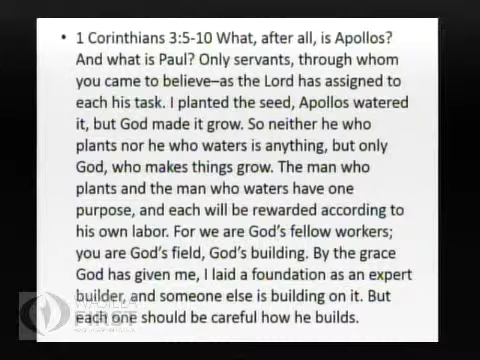 • 1 Corinthians 3:5-10 What, after all, is Apollos?
And what is Paul? Only servants, through whom
you came to believe–as the Lord has assigned to
each his task. I planted the seed, Apollos watered
it, but God made it grow. So neither he who
plants nor he who waters is anything, but only
God, who makes things grow. The man who
plants and the man who waters have one
purpose, and each will be rewarded according to
his own labor. For we are God's fellow workers;
you are God's field, God's building. By the grace
God has given me, I laid a foundation as an expert
builder, and someone else is building on it. But
each one should be careful how he builds.
WASILLA
FIRST